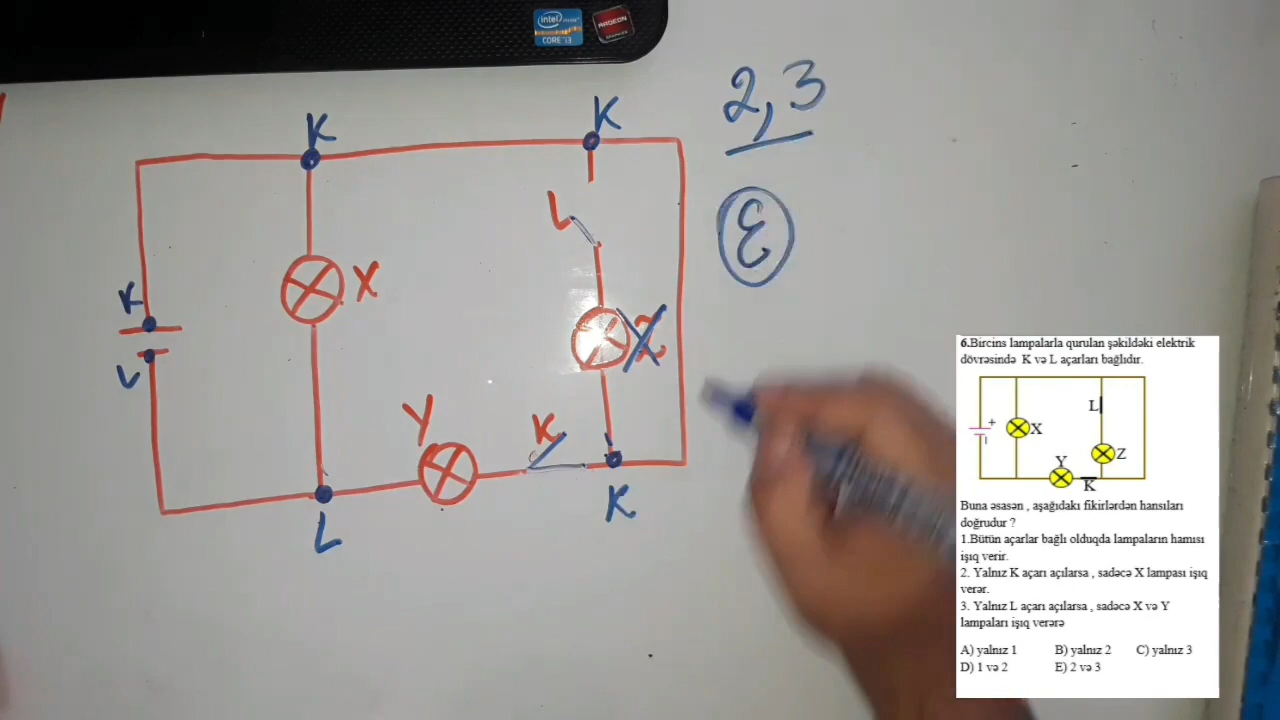 intel
CORE i3
RADEON
GRAPHICS
K
K
2,3
L
E
X
K
Z
V
Y
K
K
L
6.Bircins lampalarla qurulan şəkildəki elektrik
dövrəsində K və L açarları bağlıdır.
L
+
X
Y
Z
K
Buna əsasən , aşağıdakı fikirlərdən hansıları
doğrudur ?
1.Bütün açarlar bağlı olduqda lampaların hamısı
işıq verir.
2. Yalnız K açarı açılarsa , sadəcə X lampası işıq
verər.
3. Yalnız L açarı açılarsa , sadəcə X və Y
lampaları işıq verərə
A) yalnız 1 B) yalnız 2 C) yalnız 3
D) 1 və 2 E) 2 və 3